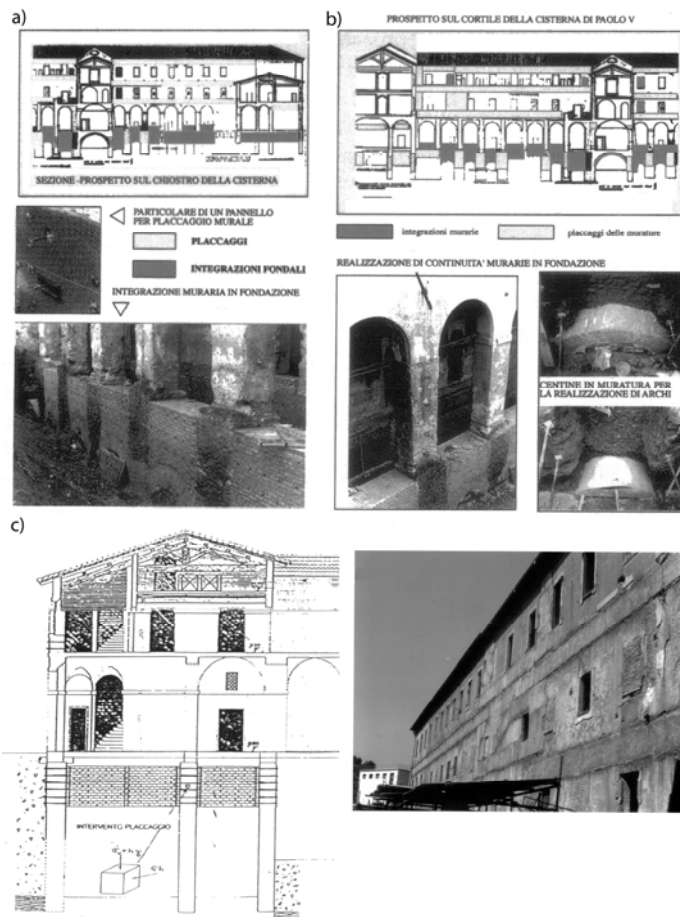 a)
SEZIONE -PROSPETTO SUL CHIOSTRO DELLA CISTERNA
PARTICOLARE DI UN PANNELLO
PER PLACCAGGIO MURALE
PLACCAGGI
INTEGRAZIONI FONDALI
INTEGRAZIONE MURARIA IN FONDAZIONE
b)
PROSPETTO SUL CORTILE DELLA CISTERNA DI PAOLO V
integrazioni murarie
placcaggi delle murature
REALIZZAZIONE DI CONTINUITA' MURARIE IN FONDAZIONE
CENTINE IN MURATURA PER
LA REALIZZAZIONE DI ARCHI
c)
INTERVENTO PLACCAGGIO